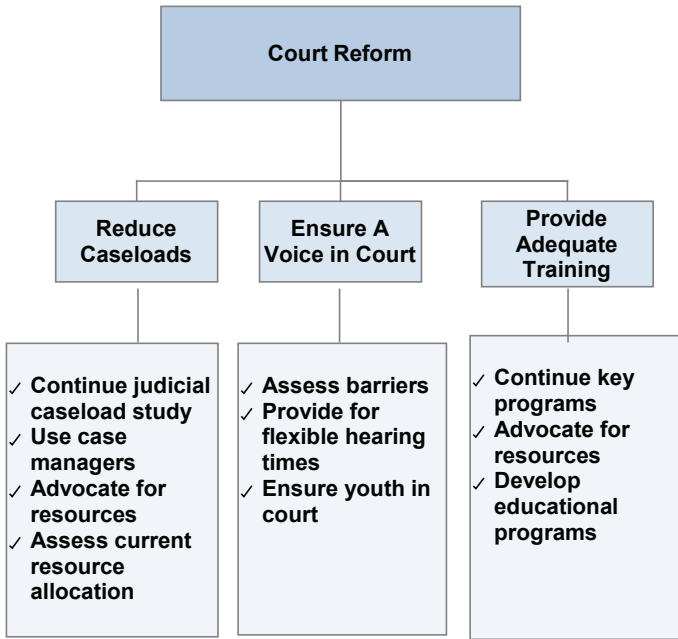 Court Reform
Reduce
Caseloads
Ensure A
Voice in Court
Provide
Adequate
Training
✓ Continue judicial
caseload study
✓ Use case
managers
✓ Advocate for
resources
✓ Assess current
resource
allocation
✓ Assess barriers
✓ Provide for
flexible hearing
times
✓ Ensure youth in
court
✓ Continue key
programs
✓ Advocate for
resources
✓ Develop
educational
programs